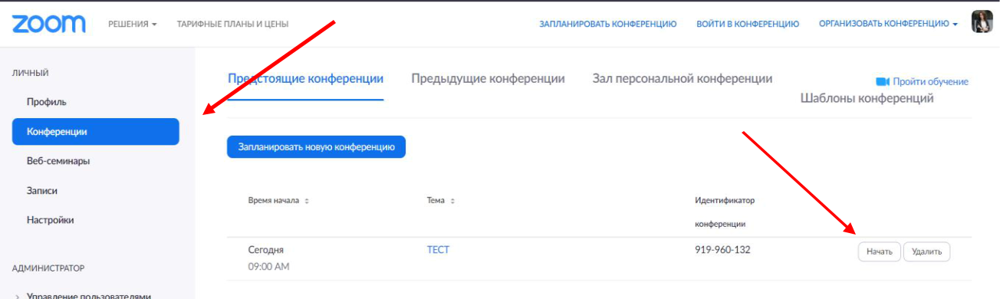 zoom РЕШЕНИЯ ТАРИФНЫЕ ПЛАНЫ И ЦЕНЫ ЗАПЛАНИРОВАТЬ КОНФЕРЕНЦИЮ ВОЙТИ В КОНФЕРЕНЦИЮ ОРГАНИЗОВАТЬ КОНФЕРЕНЦИЮ
ЛИЧНЫЙ
Профиль
Конференции
Веб-семинары
Записи
Настройки
АДМИНИСТРАТОР
Управление пользователями
Предстоящие конференции Предыдущие конференции Зал персональной конференции
Пройти обучение
Шаблоны конференций
Запланировать новую конференцию
Время начала Тема Идентификатор
конференции
Сегодня ТЕСТ 919-960-132 Начать Удалить
09:00 AM